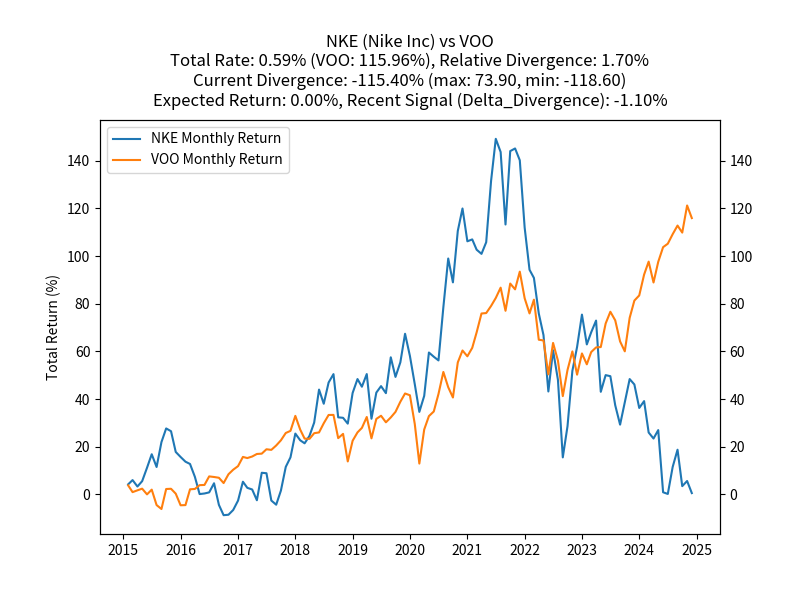 NKE (Nike Inc) vs VOO
Total Rate: 0.59% (VOO: 115.96%), Relative Divergence: 1.70%
Current Divergence: -115.40% (max: 73.90, min: -118.60)
Expected Return: 0.00%, Recent Signal (Delta_Divergence): -1.10%
NKE Monthly Return
VOO Monthly Return
Total Return (%)
140 140
120 120
100 100
80 80
60 60
40 40
20 20
0 0
2015 2016 2017 2018 2019 2020 2021 2022 2023 2024 2025